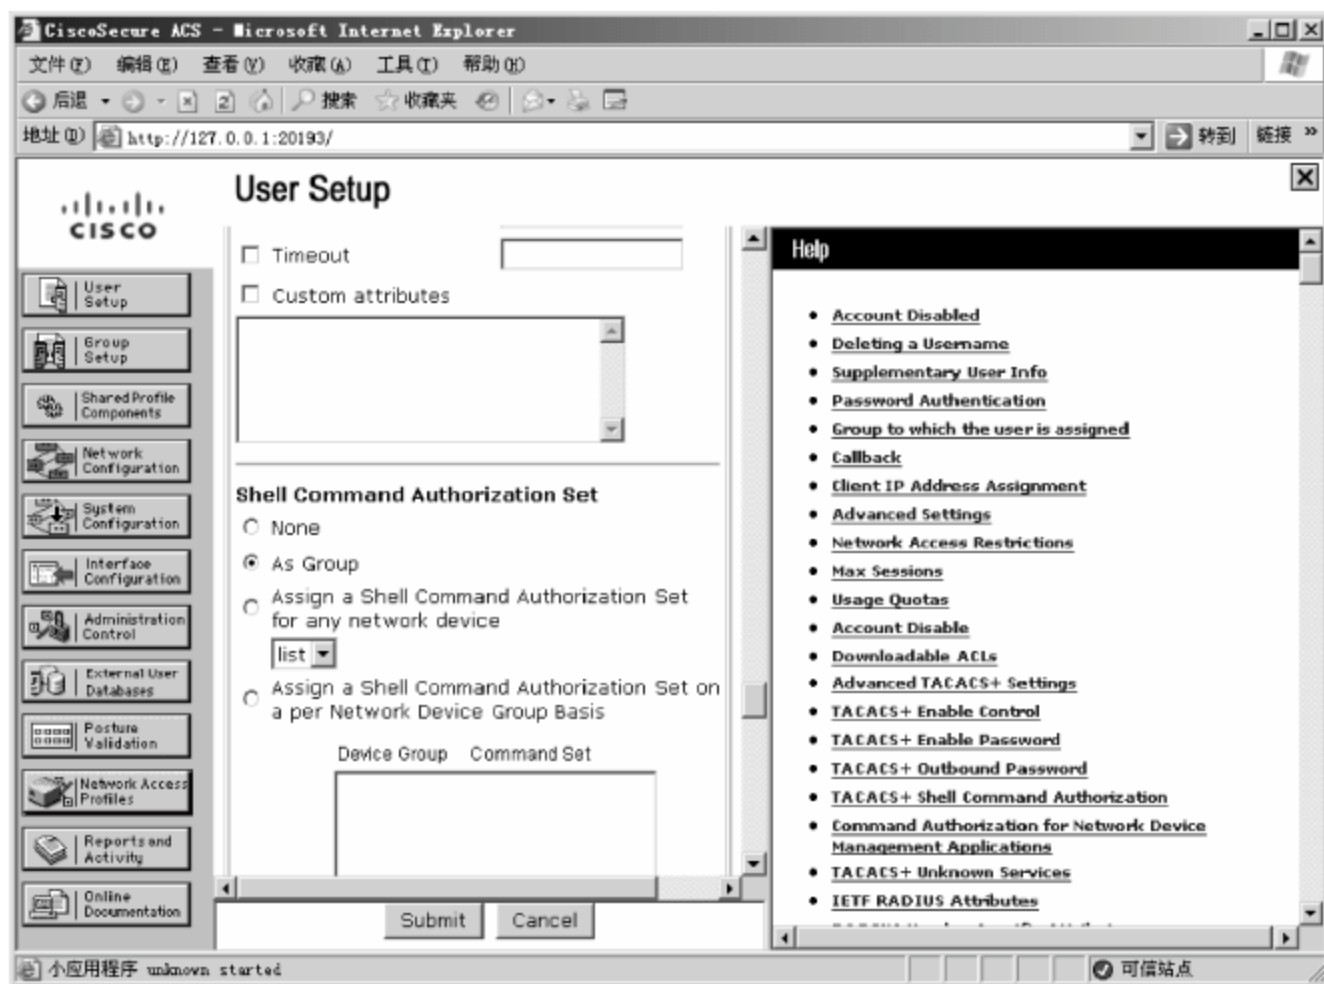 CiscoSecure ACS - Microsoft Internet Explorer
文件(F) 编辑(E) 查看(V) 收藏(A) 工具(T) 帮助(H)
后退 搜索 收藏夹
地址(D) http://127.0.0.1:20193/ 转到 链接 »
CISCO
User Setup
User
Setup
Group
Setup
Shared Profile
Components
Network
Configuration
System
Configuration
Interface
Configuration
Administration
Control
External User
Databases
Posture
Validation
Network Access
Profiles
Reports and
Activity
Online
Documentation
Timeout
Custom attributes
Shell Command Authorization Set
None
As Group
Assign a Shell Command Authorization Set
for any network device
list
Assign a Shell Command Authorization Set on
a per Network Device Group Basis
Device Group Command Set
Submit Cancel
Help
Account Disabled
Deleting a Username
Supplementary User Info
Password Authentication
Group to which the user is assigned
Callback
Client IP Address Assignment
Advanced Settings
Network Access Restrictions
Max Sessions
Usage Quotas
Account Disable
Downloadable ACLs
Advanced TACACS+ Settings
TACACS+ Enable Control
TACACS+ Enable Password
TACACS+ Outbound Password
TACACS+ Shell Command Authorization
Command Authorization for Network Device
Management Applications
TACACS+ Unknown Services
IETF RADIUS Attributes
小应用程序 unknown started 可信站点